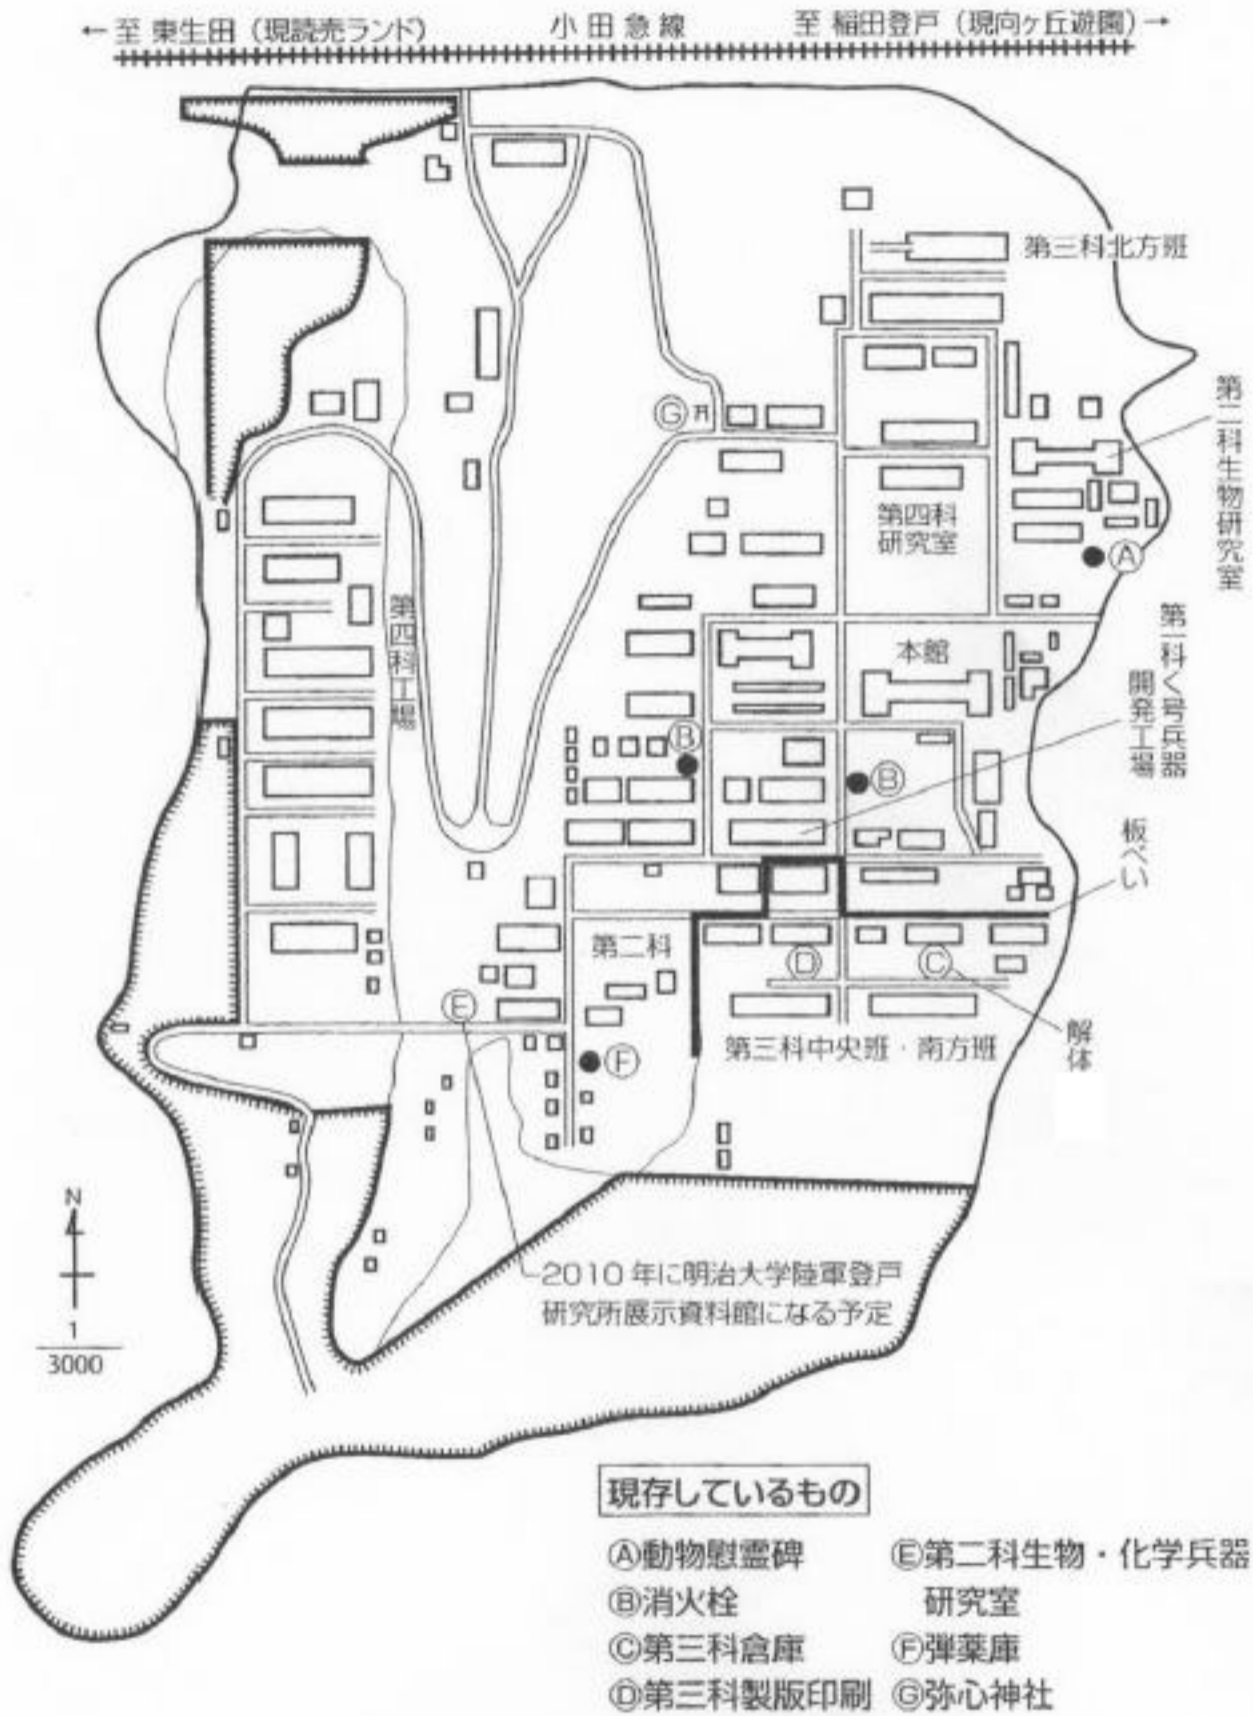 ← 至 東生田（現読売ランド）
小田急線
至 稲田登戸（現向ヶ丘遊園）→
第三科北方班
第二科生物研究室
Ⓖ
第四科
研究室
Ⓐ
第四科工場
本館
第一科く号兵器
開発工場
Ⓑ
Ⓑ
板べい
第二科
Ⓓ
Ⓒ
Ⓔ
解体
第三科中央班・南方班
Ⓕ
N
1
3000
2010年に明治大学陸軍登戸
研究所展示資料館になる予定
現存しているもの
Ⓐ動物慰霊碑
Ⓑ消火栓
Ⓒ第三科倉庫
Ⓓ第三科製版印刷
Ⓔ第二科生物・化学兵器
研究室
Ⓕ弾薬庫
Ⓖ弥心神社